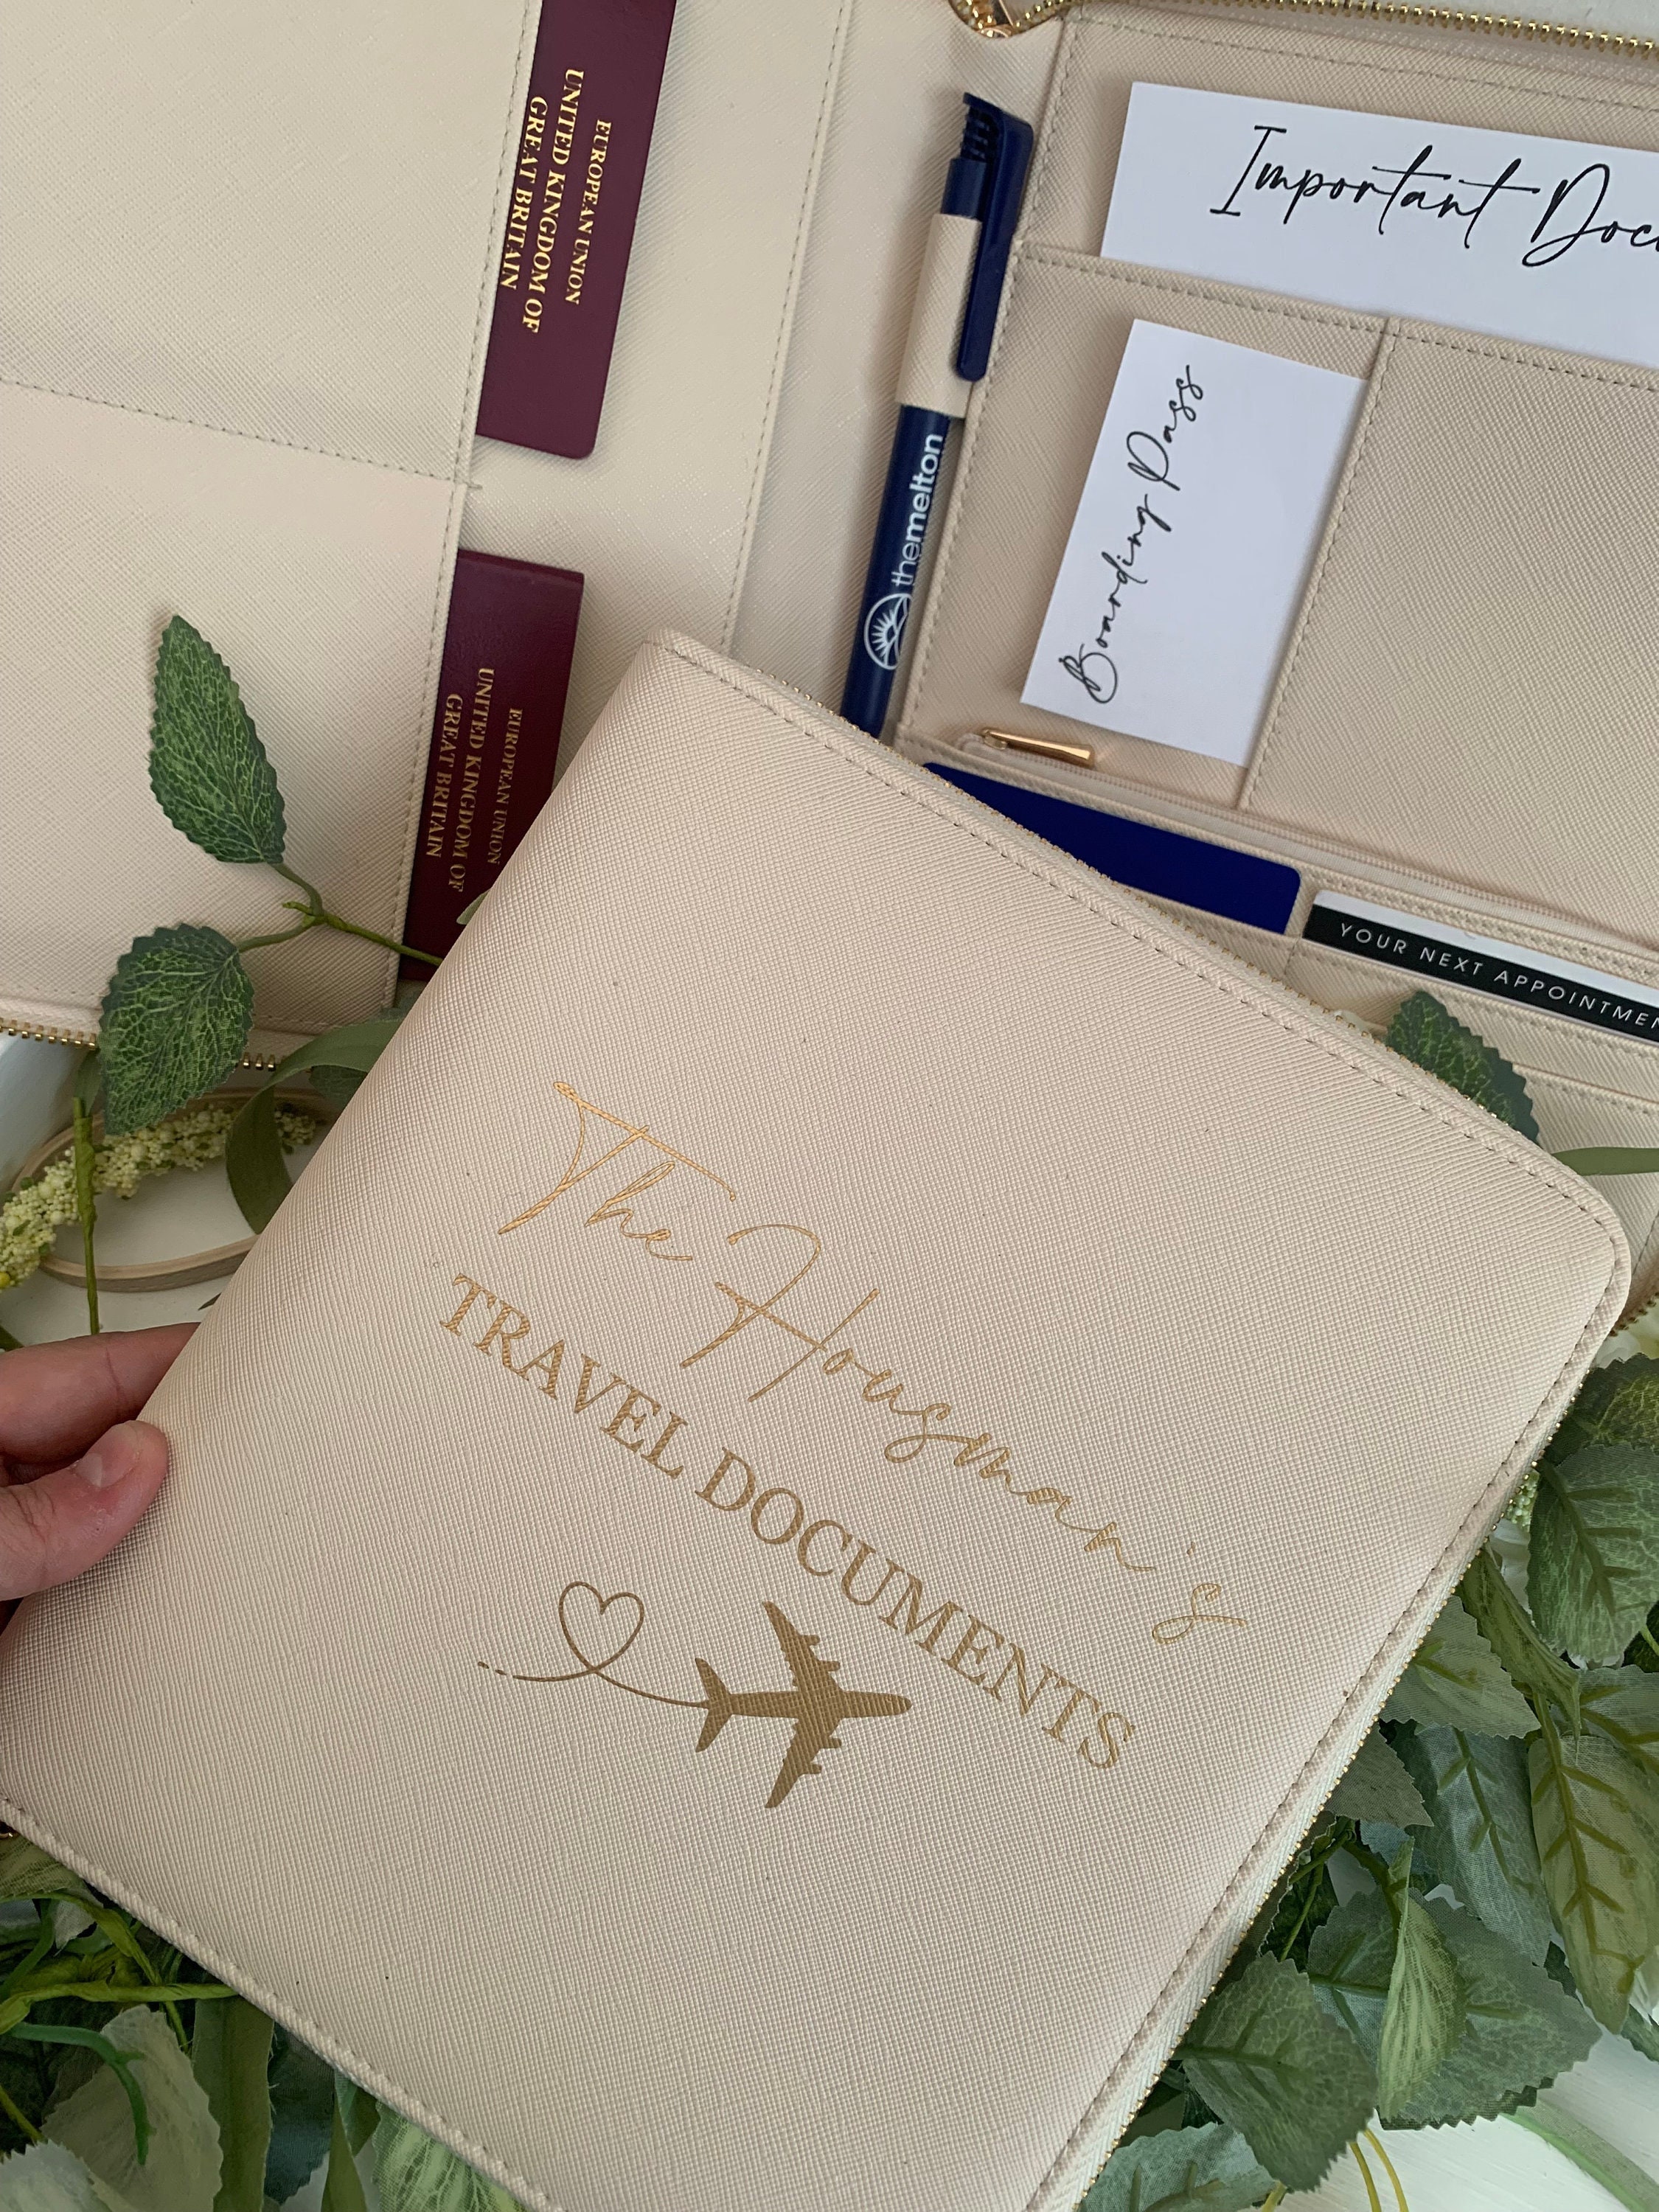 EUROPEAN UNION
UNITED KINGDOM OF
GREAT BRITAIN
Important Doc
themelton
Boarding Pass
EUROPEAN UNION
UNITED KINGDOM OF
GREAT BRITAIN
YOUR NEXT APPOINTMEN
The Housman's
TRAVEL DOCUMENTS